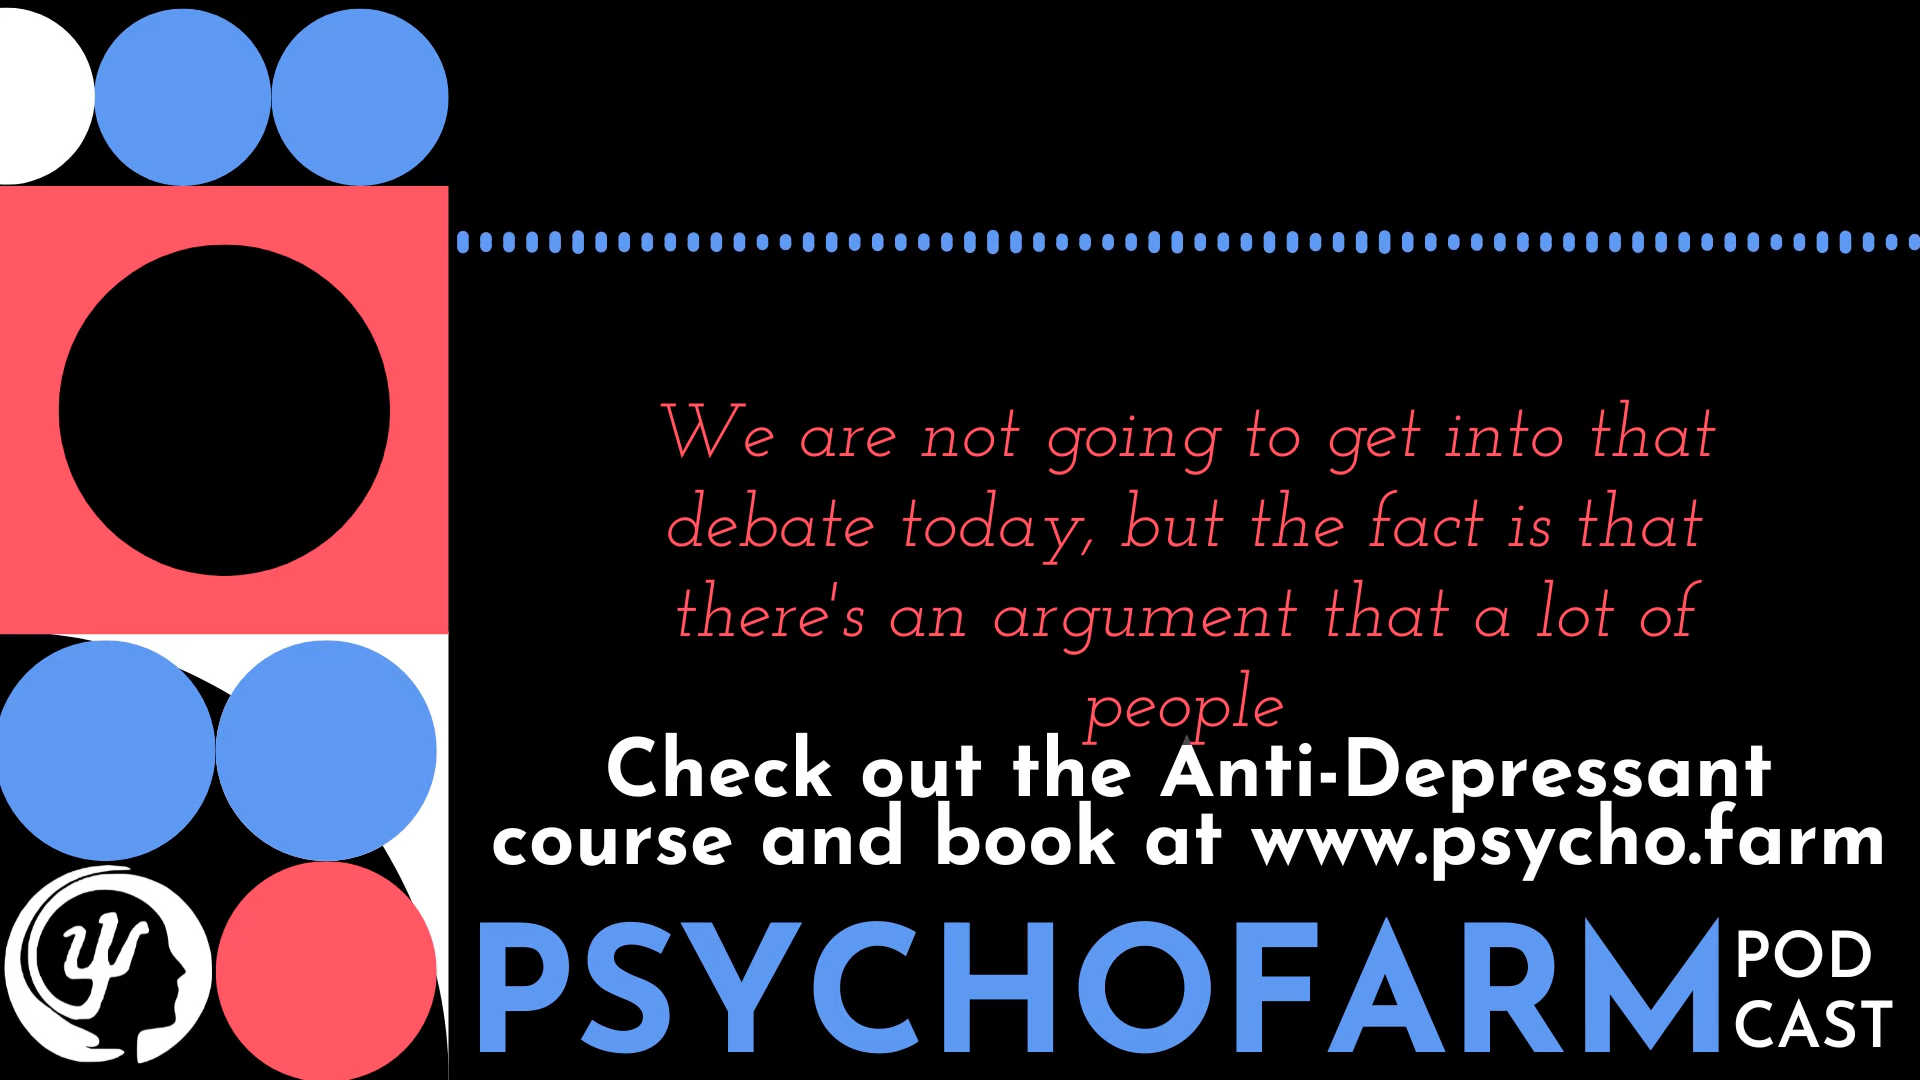 We are not going to get into that
debate today, but the fact is that
there's an argument that a lot of
people
Check out the Anti-Depressant
course and book at www.psycho.farm
PSYCHOFARM
POD
CAST
ψ